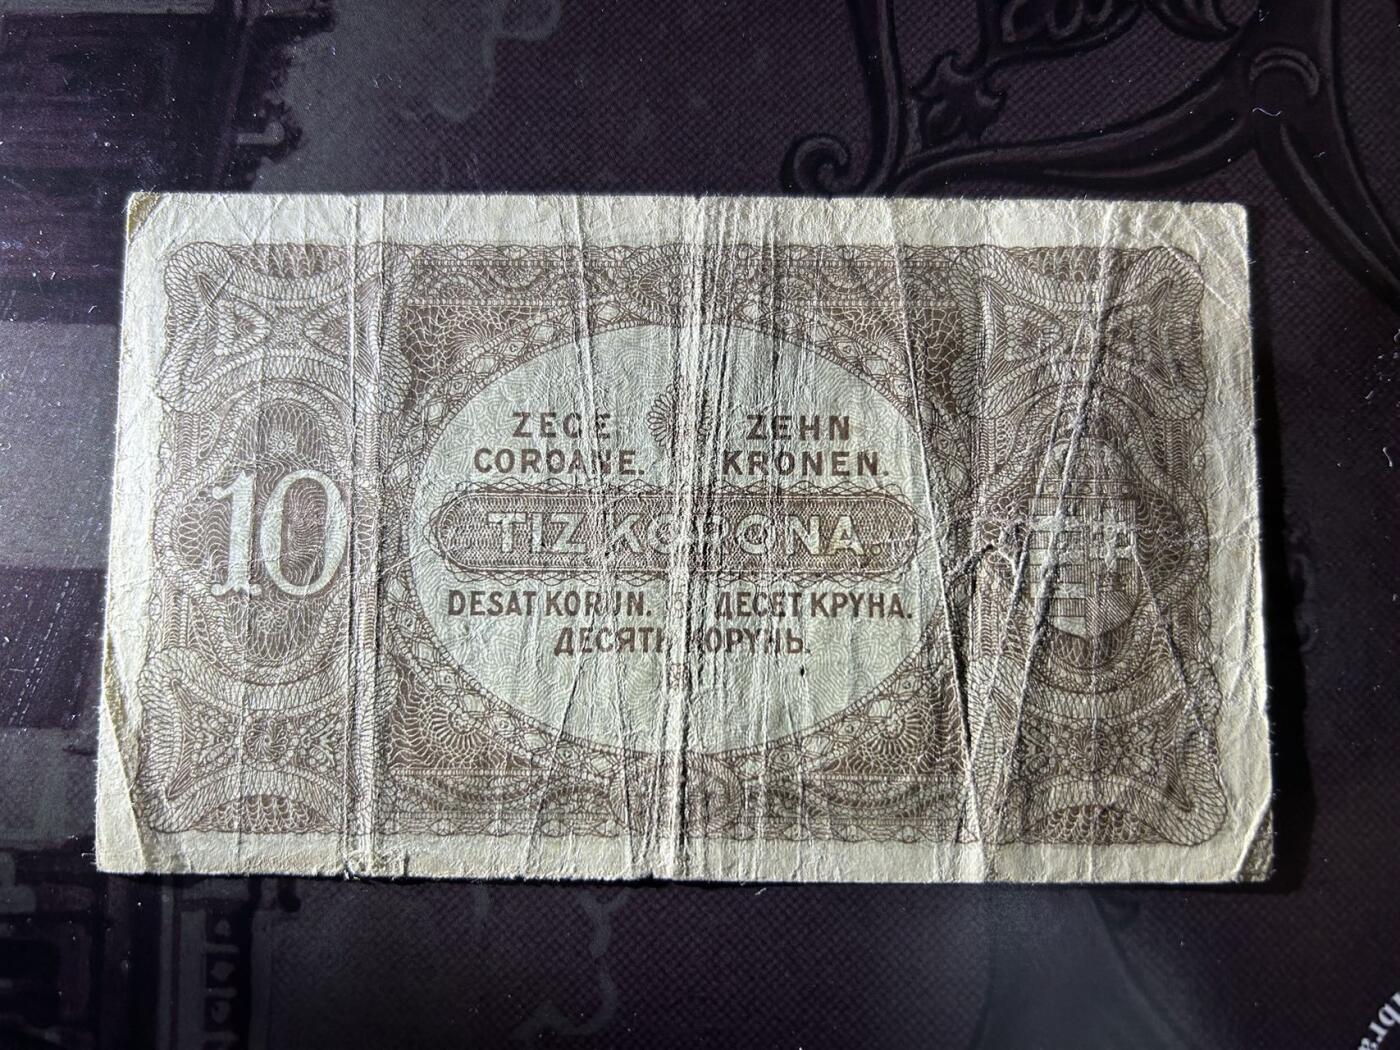 ZECE
COROANE.
ZEHN
KRONEN.
10
TIZ KORONA.
DESAT KORUN.
ДЕСЕТ КРУНА.
ДЕСЯТЬ КОРУНЬ.